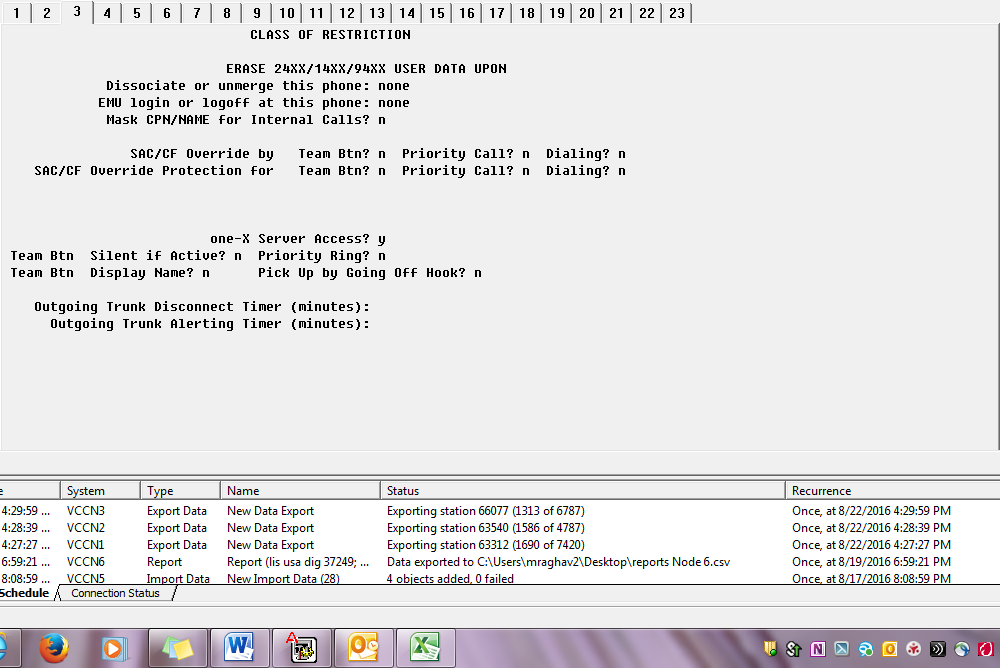 1 2 3 4 5 6 7 8 9 10 11 12 13 14 15 16 17 18 19 20 21 22 23
CLASS OF RESTRICTION
ERASE 24XX/14XX/94XX USER DATA UPON
Dissociate or unmerge this phone: none
EMU login or logoff at this phone: none
Mask CPN/NAME for Internal Calls? n
SAC/CF Override by Team Btn? n Priority Call? n Dialing? n
SAC/CF Override Protection for Team Btn? n Priority Call? n Dialing? n
one-X Server Access? y
Team Btn Silent if Active? n Priority Ring? n
Team Btn Display Name? n Pick Up by Going Off Hook? n
Outgoing Trunk Disconnect Timer (minutes):
Outgoing Trunk Alerting Timer (minutes):
e System Type Name Status Recurrence
4:29:59 ... VCCN3 Export Data New Data Export Exporting station 66077 (1313 of 6787) Once, at 8/22/2016 4:29:59 PM
4:28:39 ... VCCN2 Export Data New Data Export Exporting station 63540 (1586 of 4787) Once, at 8/22/2016 4:28:39 PM
4:27:27 ... VCCN1 Export Data New Data Export Exporting station 63312 (1690 of 7420) Once, at 8/22/2016 4:27:27 PM
6:59:21 ... VCCN6 Report Report (lis usa dig 37249; ... Data exported to C:\Users\mraghav2\Desktop\reports Node 6.csv Once, at 8/19/2016 6:59:21 PM
8:08:59 ... VCCN5 Import Data New Import Data (28) 4 objects added, 0 failed Once, at 8/17/2016 8:08:59 PM
Schedule Connection Status